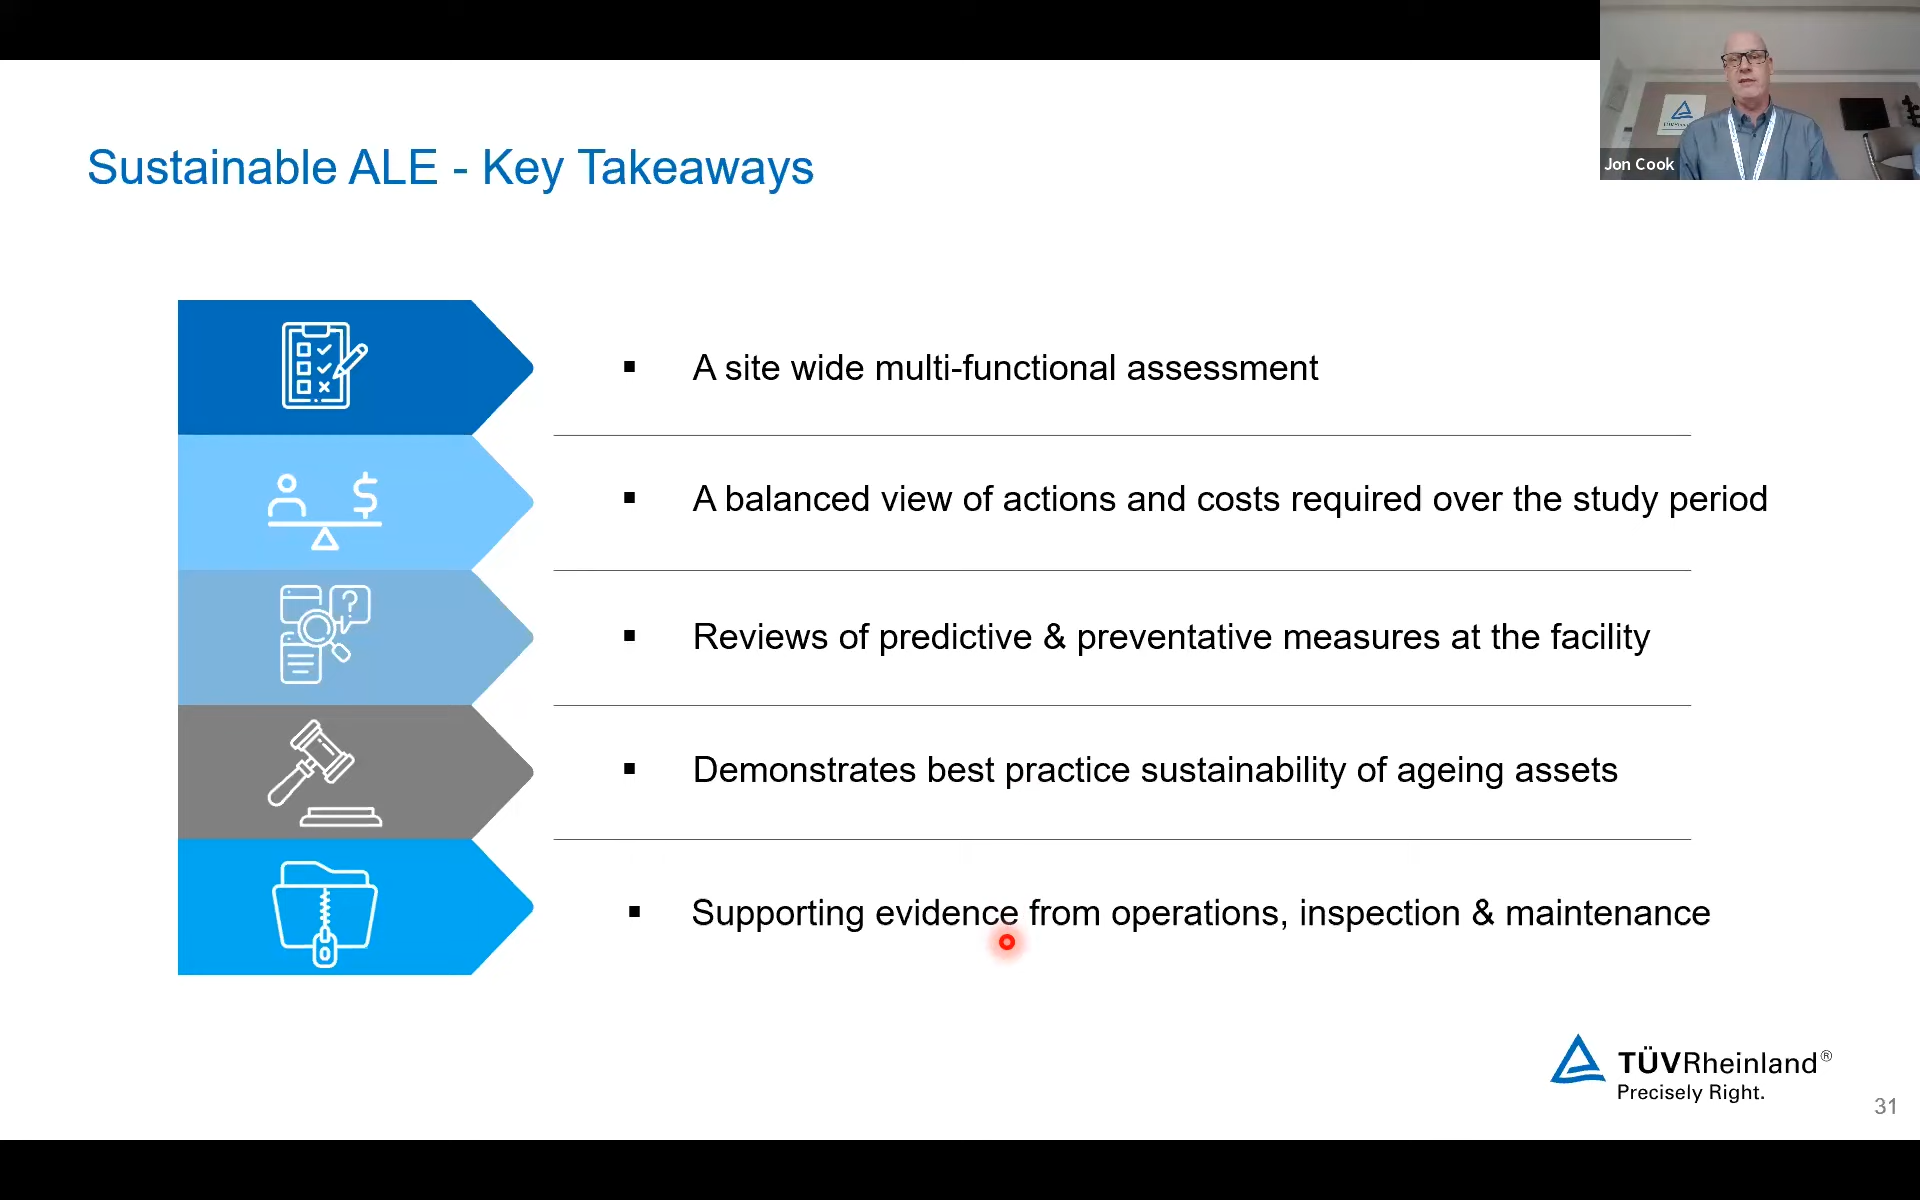 Jon Cook
Sustainable ALE - Key Takeaways
▪ A site wide multi-functional assessment
▪ A balanced view of actions and costs required over the study period
▪ Reviews of predictive & preventative measures at the facility
▪ Demonstrates best practice sustainability of ageing assets
▪ Supporting evidence from operations, inspection & maintenance
TÜVRheinland®
Precisely Right.
31